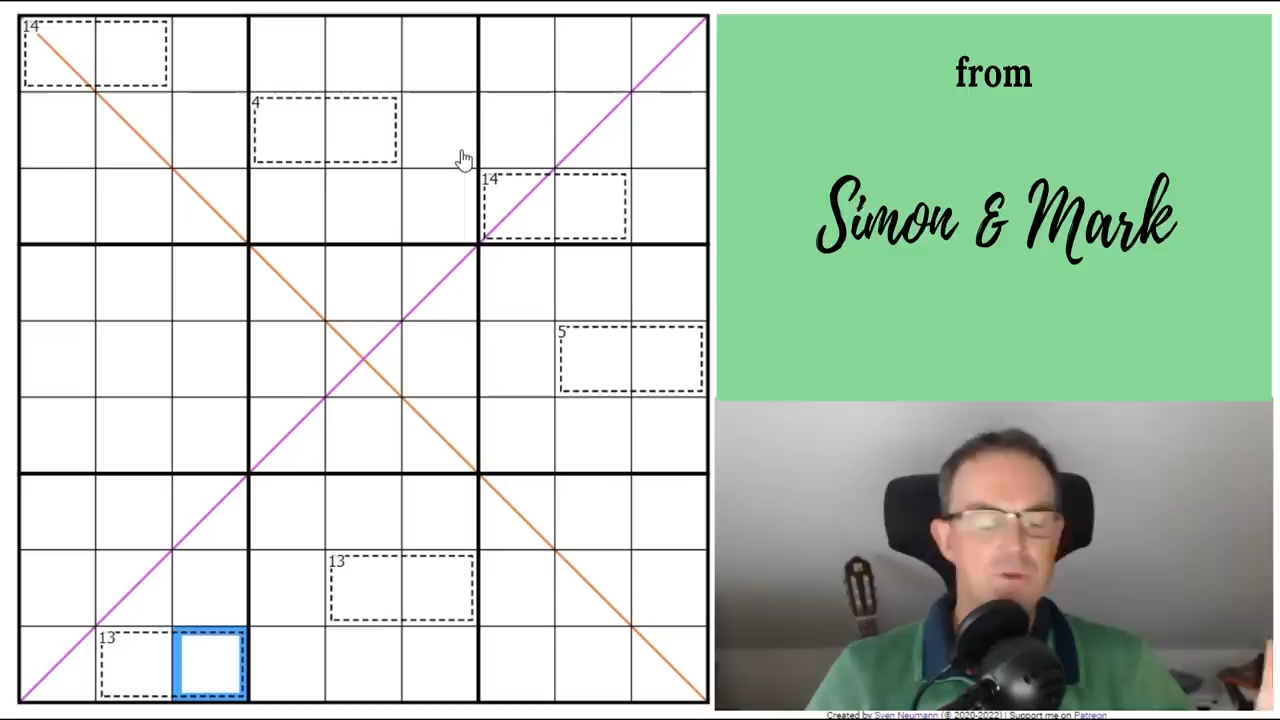 14
from
4
Simon & Mark
14
5
13
13
Created by Sven Neumann (© 2020-2022) | Support me on Patreon